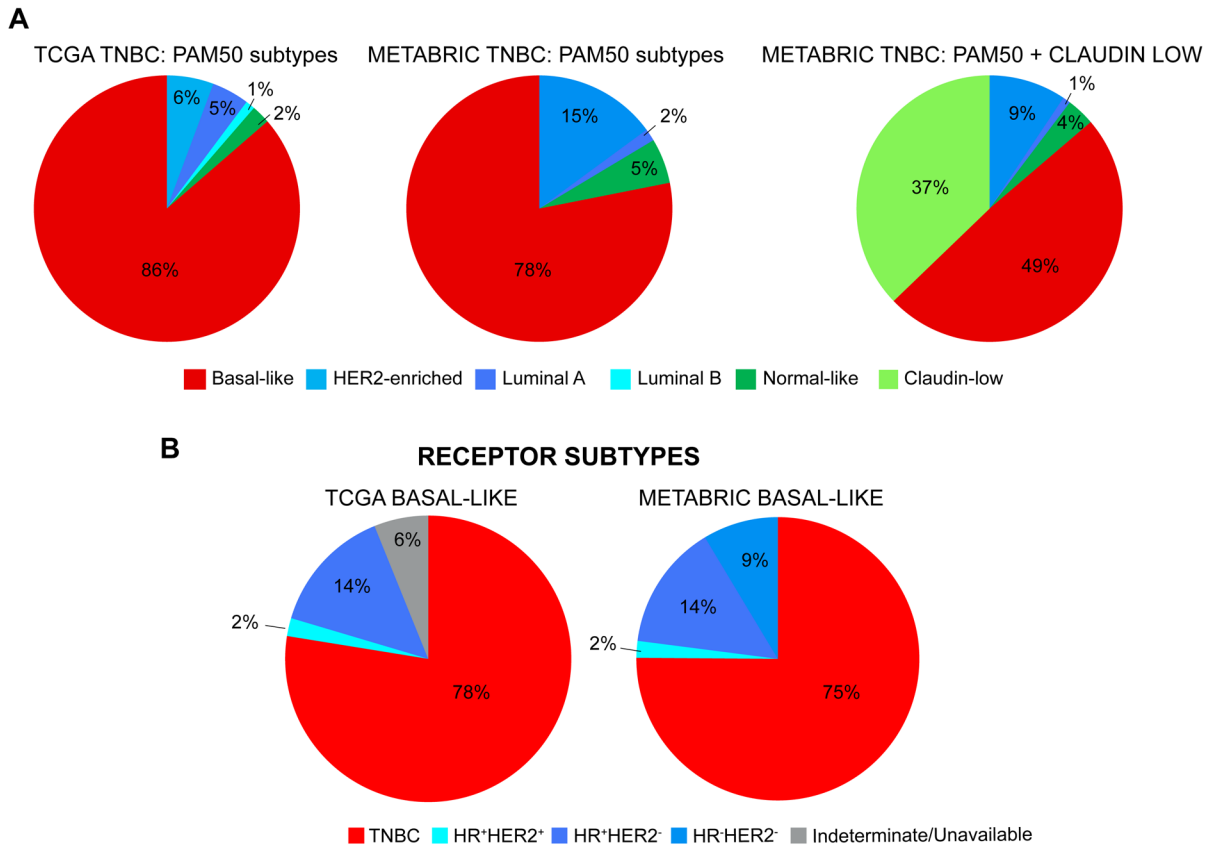 A
TCGA TNBC: PAM50 subtypes
METABRIC TNBC: PAM50 subtypes
METABRIC TNBC: PAM50 + CLAUDIN LOW
6%
5%
1%
2%
86%
15%
2%
5%
78%
9%
1%
4%
37%
49%
Basal-like HER2-enriched Luminal A Luminal B Normal-like Claudin-low
B
RECEPTOR SUBTYPES
TCGA BASAL-LIKE
METABRIC BASAL-LIKE
6%
14%
2%
78%
9%
14%
2%
75%
TNBC HR⁺HER2⁺ HR⁺HER2⁻ HR⁻HER2⁻ Indeterminate/Unavailable